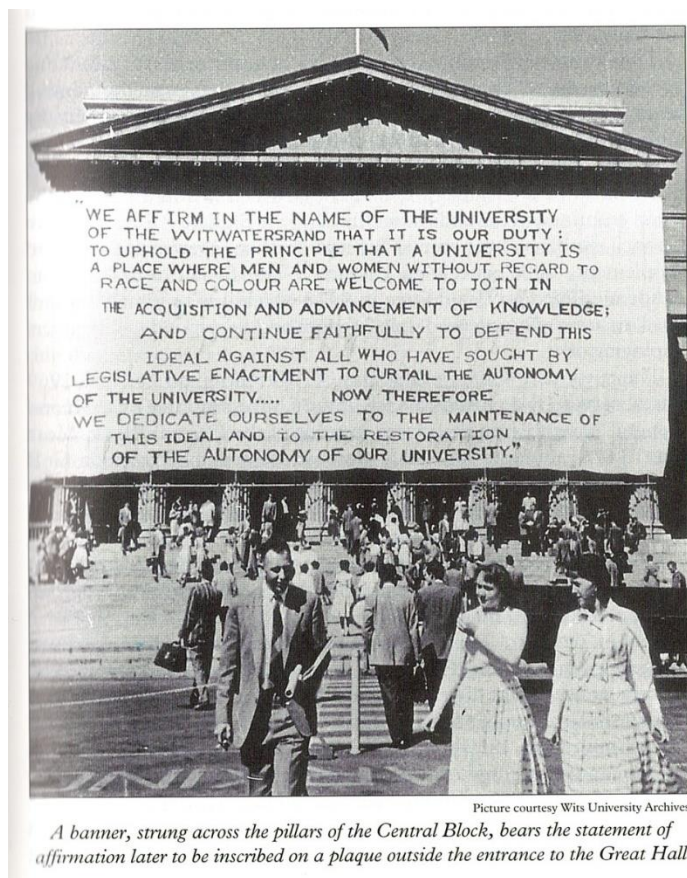 "WE AFFIRM IN THE NAME OF THE UNIVERSITY
OF THE WITWATERSRAND THAT IT IS OUR DUTY:
TO UPHOLD THE PRINCIPLE THAT A UNIVERSITY IS
A PLACE WHERE MEN AND WOMEN WITHOUT REGARD TO
RACE AND COLOUR ARE WELCOME TO JOIN IN
THE ACQUISITION AND ADVANCEMENT OF KNOWLEDGE;
AND CONTINUE FAITHFULLY TO DEFEND THIS
IDEAL AGAINST ALL WHO HAVE SOUGHT BY
LEGISLATIVE ENACTMENT TO CURTAIL THE AUTONOMY
OF THE UNIVERSITY..... NOW THEREFORE
WE DEDICATE OURSELVES TO THE MAINTENANCE OF
THIS IDEAL AND TO THE RESTORATION
OF THE AUTONOMY OF OUR UNIVERSITY."
Picture courtesy Wits University Archives
A banner, strung across the pillars of the Central Block, bears the statement of
affirmation later to be inscribed on a plaque outside the entrance to the Great Hall